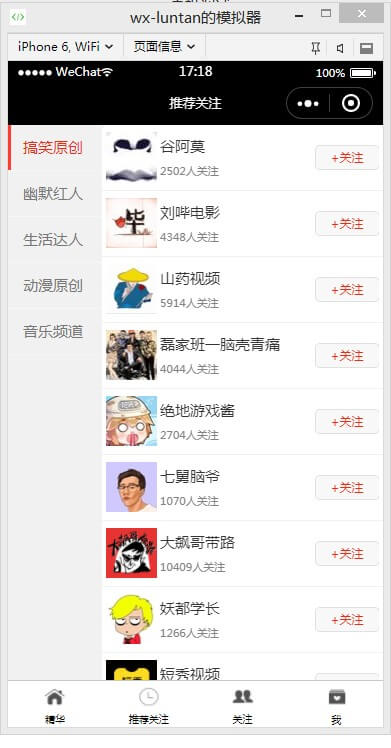 wx-luntan的模拟器
iPhone 6, WiFi 页面信息
WeChat 17:18 100%
推荐关注
搞笑原创
幽默红人
生活达人
动漫原创
音乐频道
谷阿莫
2502人关注
+关注
刘哔电影
4348人关注
+关注
山药视频
5914人关注
+关注
磊家班一脑壳青痛
4044人关注
+关注
绝地游戏酱
2704人关注
+关注
七舅脑爷
1070人关注
+关注
大飙哥带路
10409人关注
+关注
妖都学长
1266人关注
+关注
短秀视频
精华 推荐关注 关注 我